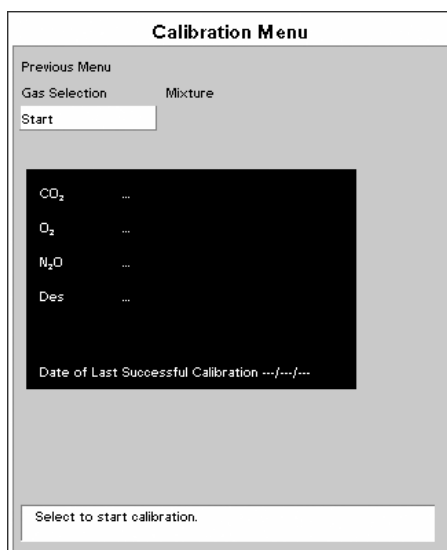 Calibration Menu
Previous Menu
Gas Selection Mixture
Start
CO₂ ...
O₂ ...
N₂O ...
Des ...
Date of Last Successful Calibration ---/---/---
Select to start calibration.